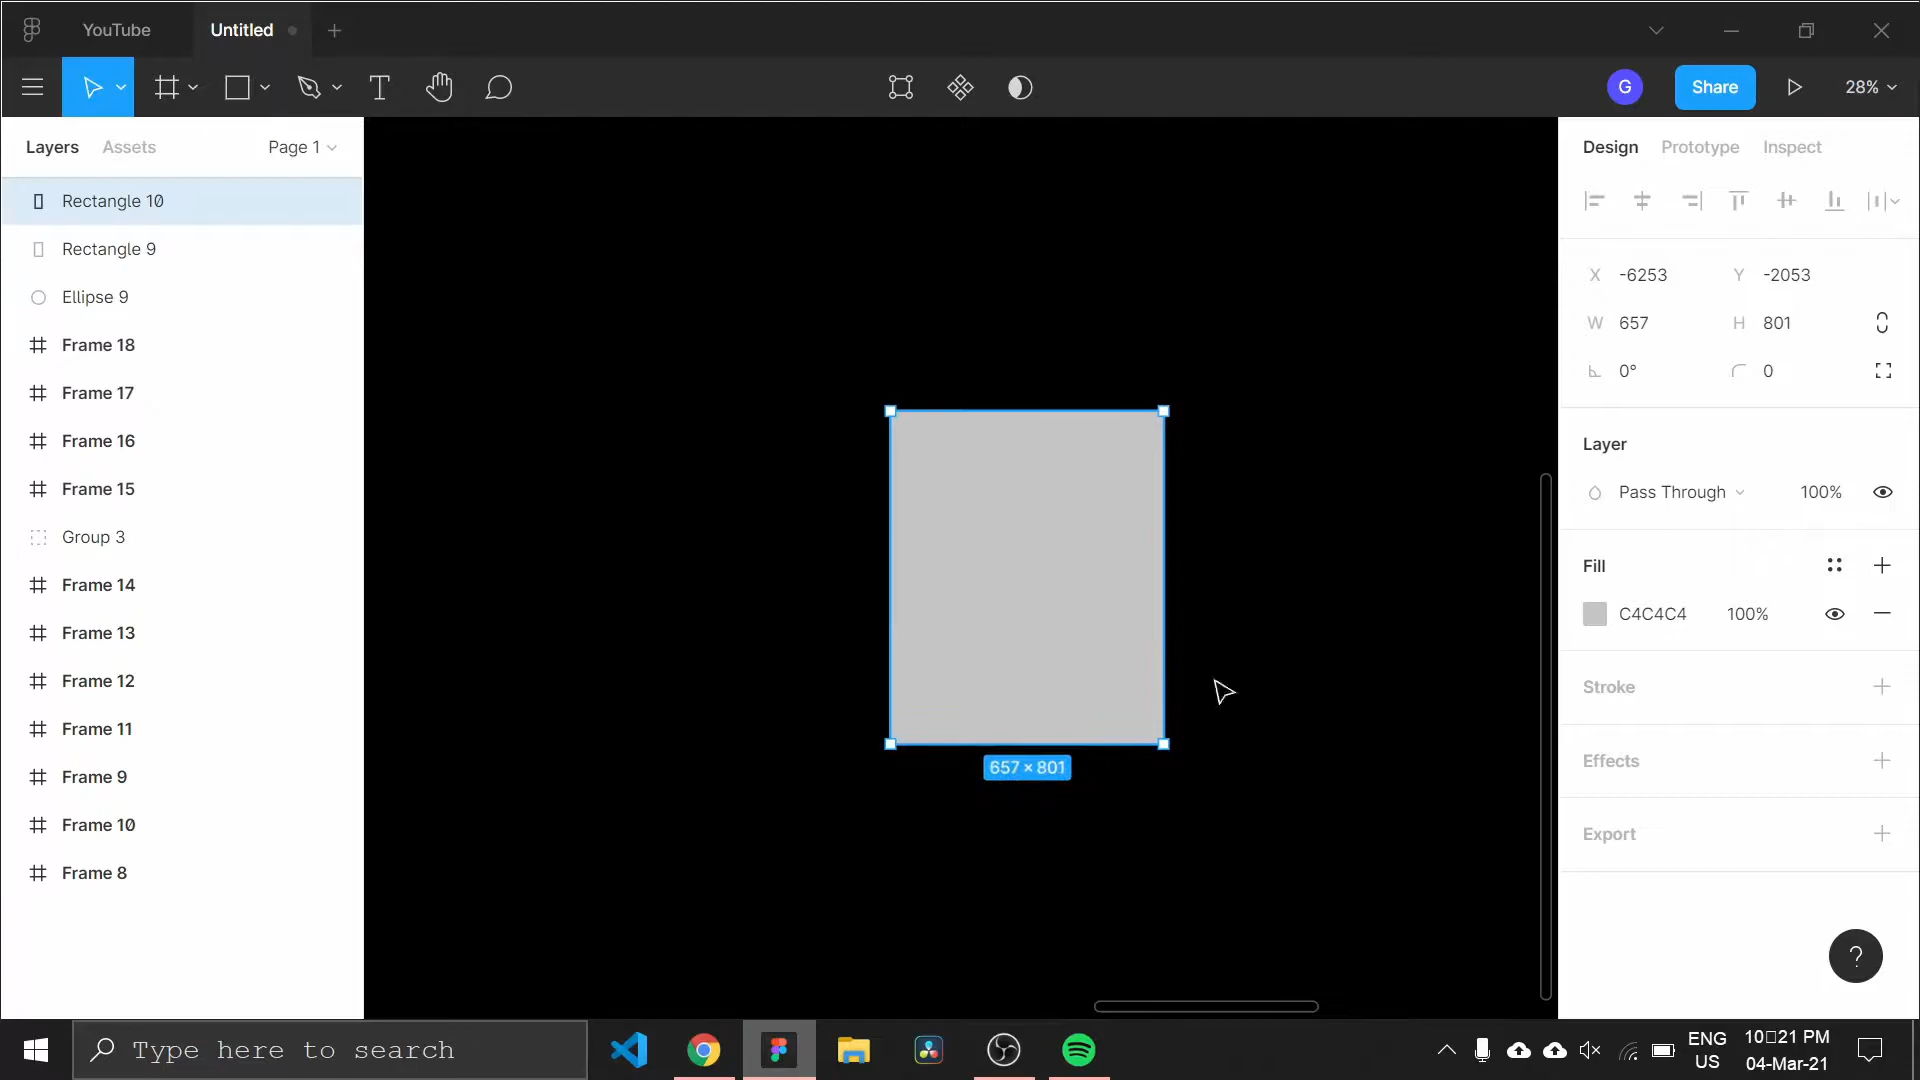 YouTube
Untitled
G
Share
28%
Layers
Assets
Page 1
Rectangle 10
Rectangle 9
Ellipse 9
Frame 18
Frame 17
Frame 16
Frame 15
Group 3
Frame 14
Frame 13
Frame 12
Frame 11
Frame 9
Frame 10
Frame 8
657 × 801
Design
Prototype
Inspect
X -6253
Y -2053
W 657
H 801
0°
0
Layer
Pass Through
100%
Fill
C4C4C4
100%
Stroke
Effects
Export
?
Type here to search
ENG
US
10▯21 PM
04-Mar-21